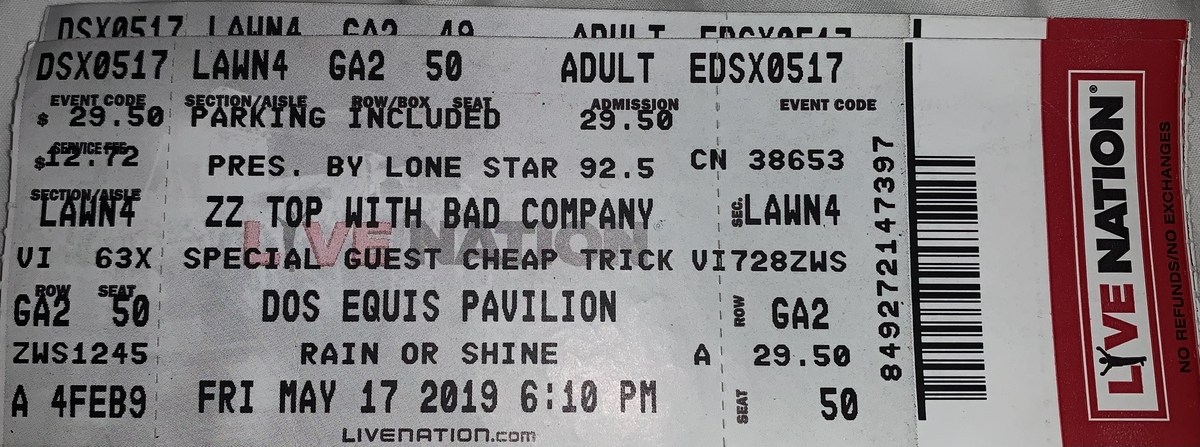 DSX0517 LAWN4 GA2 49 ADULT EDSX0517
DSX0517 LAWN4 GA2 50 ADULT EDSX0517
EVENT CODE SECTION/AISLE ROW/BOX SEAT ADMISSION EVENT CODE
$ 29.50 PARKING INCLUDED 29.50
SERVICE FEE
$12.72 PRES. BY LONE STAR 92.5 CN 38653
SECTION/AISLE
LAWN4 ZZ TOP WITH BAD COMPANY SEC. LAWN4
LIVE NATION
VI 63X SPECIAL GUEST CHEAP TRICK VI728ZWS
ROW SEAT
GA2 50 DOS EQUIS PAVILION ROW GA2
ZWS1245 RAIN OR SHINE A 29.50
A 4FEB9 FRI MAY 17 2019 6:10 PM SEAT 50
LIVENATION.com
849272147397
LIVE NATION®
NO REFUNDS/NO EXCHANGES